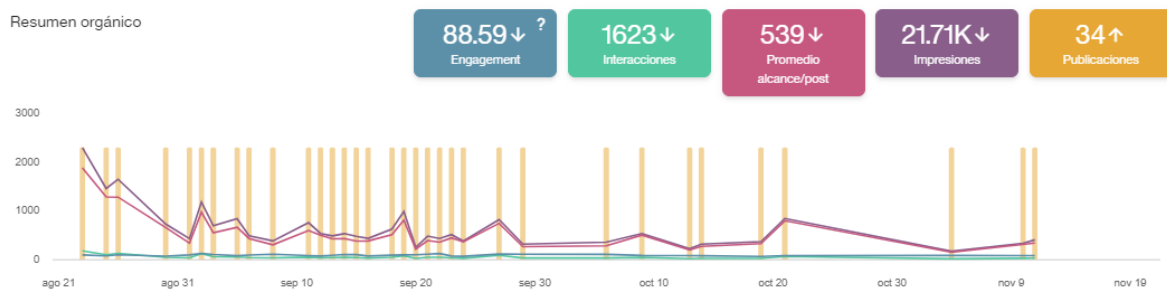 Resumen orgánico
88.59↓ ?
Engagement
1623↓
Interacciones
539↓
Promedio
alcance/post
21.71K↓
Impresiones
34↑
Publicaciones
3000
2000
1000
0
ago 21 ago 31 sep 10 sep 20 sep 30 oct 10 oct 20 oct 30 nov 9 nov 19